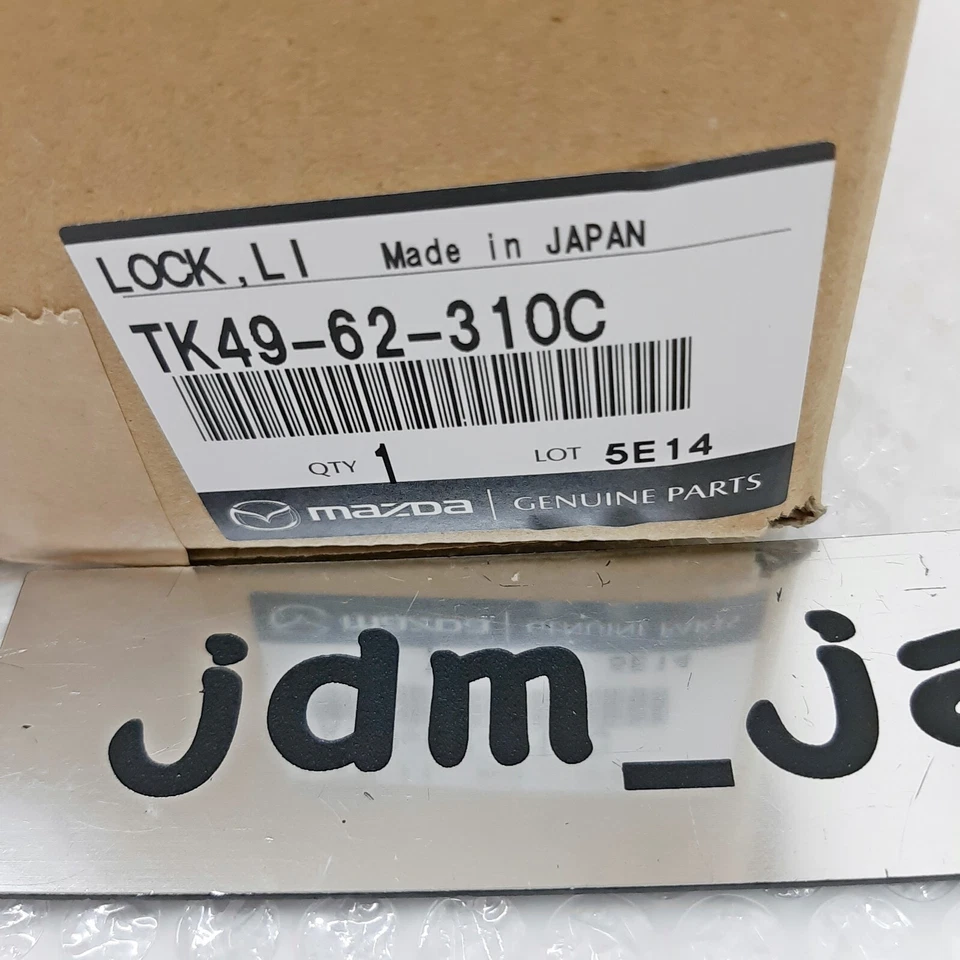 LOCK,LI Made in JAPAN
TK49-62-310C
QTY 1 LOT 5E14
mazda | GENUINE PARTS
jdm_ja